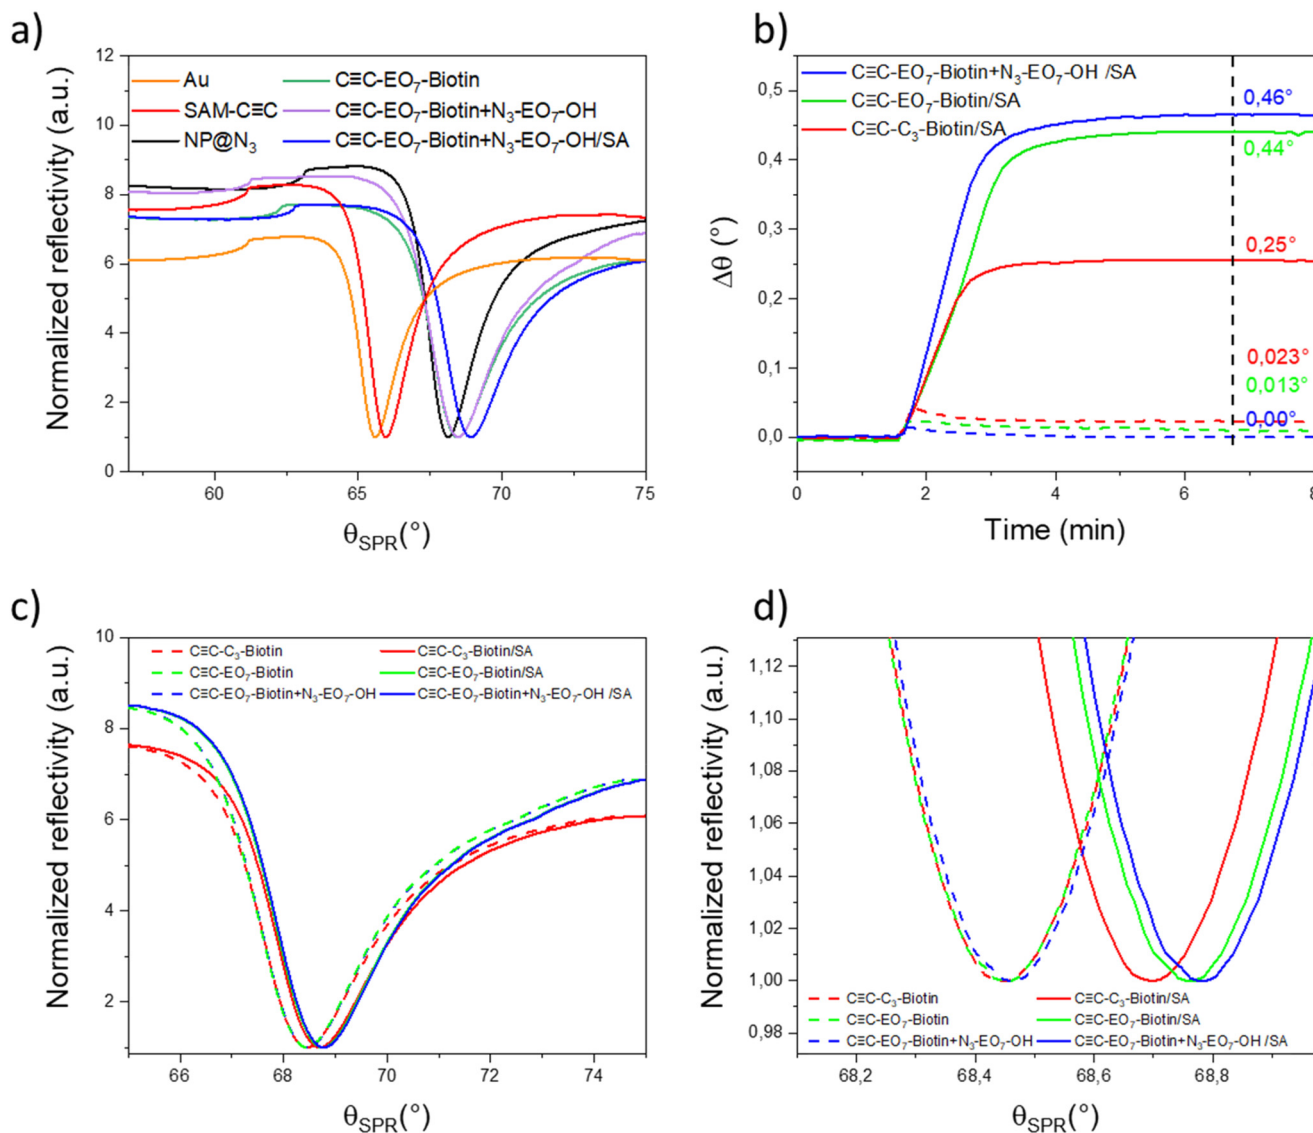 a)
12
10
8
6
4
2
0
Normalized reflectivity (a.u.)
Au
SAM-C≡C
NP@N₃
C≡C-EO₇-Biotin
C≡C-EO₇-Biotin+N₃-EO₇-OH
C≡C-EO₇-Biotin+N₃-EO₇-OH/SA
60 65 70 75
θSPR(°)
b)
0,5
0,4
0,3
0,2
0,1
0,0
Δθ (°)
C≡C-EO₇-Biotin+N₃-EO₇-OH /SA
C≡C-EO₇-Biotin/SA
C≡C-C₃-Biotin/SA
0,46°
0,44°
0,25°
0,023°
0,013°
0,00°
0 2 4 6 8
Time (min)
c)
10
8
6
4
2
Normalized reflectivity (a.u.)
C≡C-C₃-Biotin
C≡C-EO₇-Biotin
C≡C-EO₇-Biotin+N₃-EO₇-OH
C≡C-C₃-Biotin/SA
C≡C-EO₇-Biotin/SA
C≡C-EO₇-Biotin+N₃-EO₇-OH /SA
66 68 70 72 74
θSPR(°)
d)
1,12
1,10
1,08
1,06
1,04
1,02
1,00
0,98
Normalized reflectivity (a.u.)
C≡C-C₃-Biotin
C≡C-EO₇-Biotin
C≡C-EO₇-Biotin+N₃-EO₇-OH
C≡C-C₃-Biotin/SA
C≡C-EO₇-Biotin/SA
C≡C-EO₇-Biotin+N₃-EO₇-OH /SA
68,2 68,4 68,6 68,8
θSPR(°)